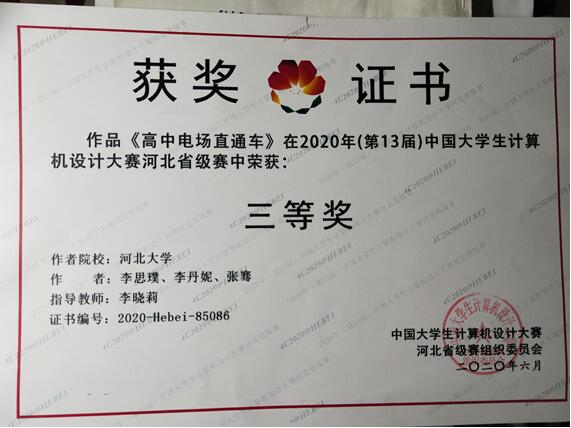 获奖 证书
作品《高中电场直通车》在2020年(第13届)中国大学生计算
机设计大赛河北省级赛中荣获：
三等奖
作者院校：河北大学
作 者：李思璞、李丹妮、张骞
指导教师：李晓莉
证书编号：2020-Hebei-85086
中国大学生计算机设计大赛
河北省级赛组织委员会
二〇二〇年六月